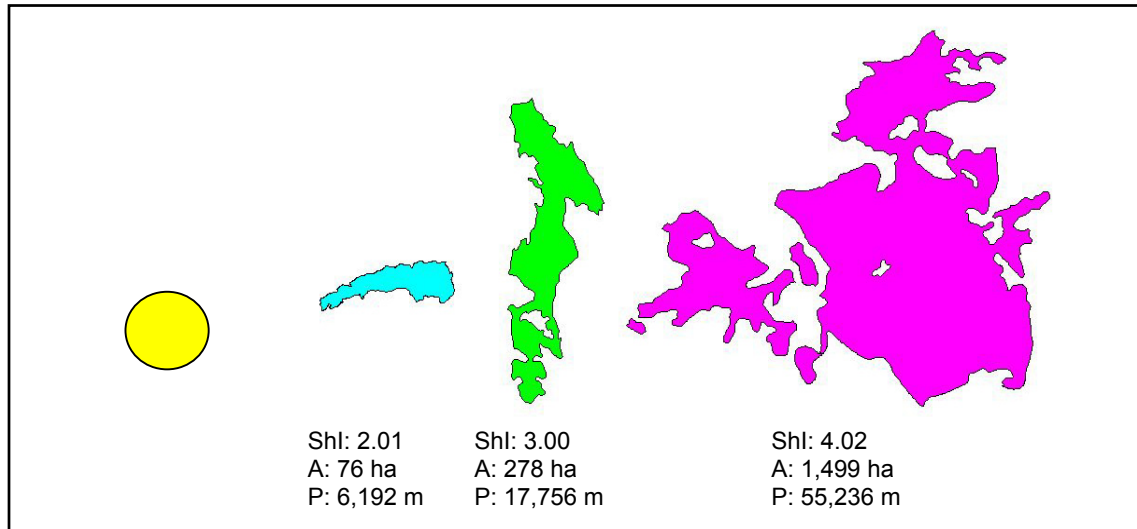 ShI: 2.01
A: 76 ha
P: 6,192 m
ShI: 3.00
A: 278 ha
P: 17,756 m
ShI: 4.02
A: 1,499 ha
P: 55,236 m